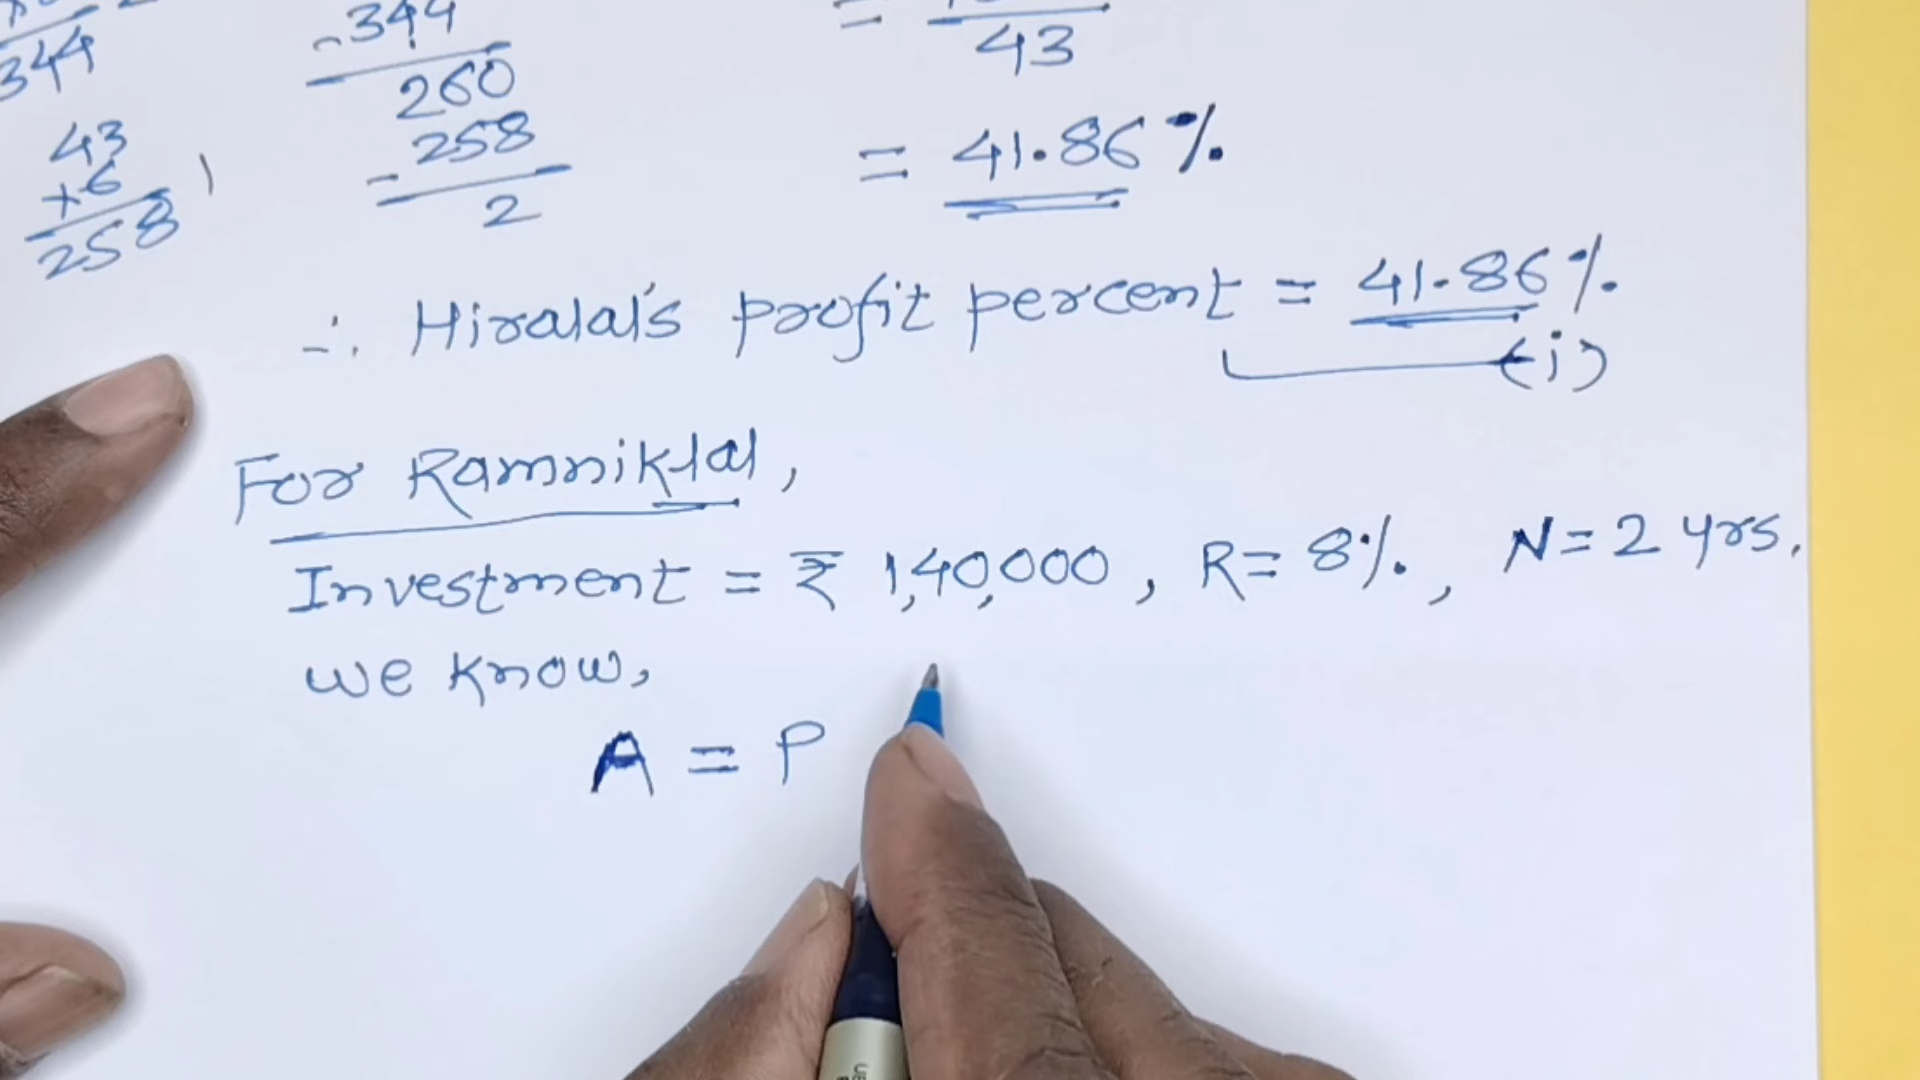 344
43
×6
258
-344
260
-258
2
=
43
= 41.86%
∴ Hiralal's profit percent = 41.86%
(i)
For Ramniklal,
Investment = ₹ 1,40,000, R= 8%, N= 2 yrs.
we know,
A = P